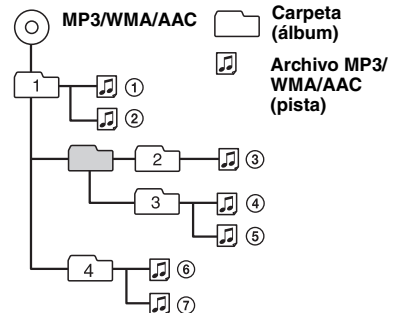 MP3/WMA/AAC
Carpeta
(álbum)
Archivo MP3/
WMA/AAC
(pista)
1
①
②
2
③
3
④
⑤
4
⑥
⑦